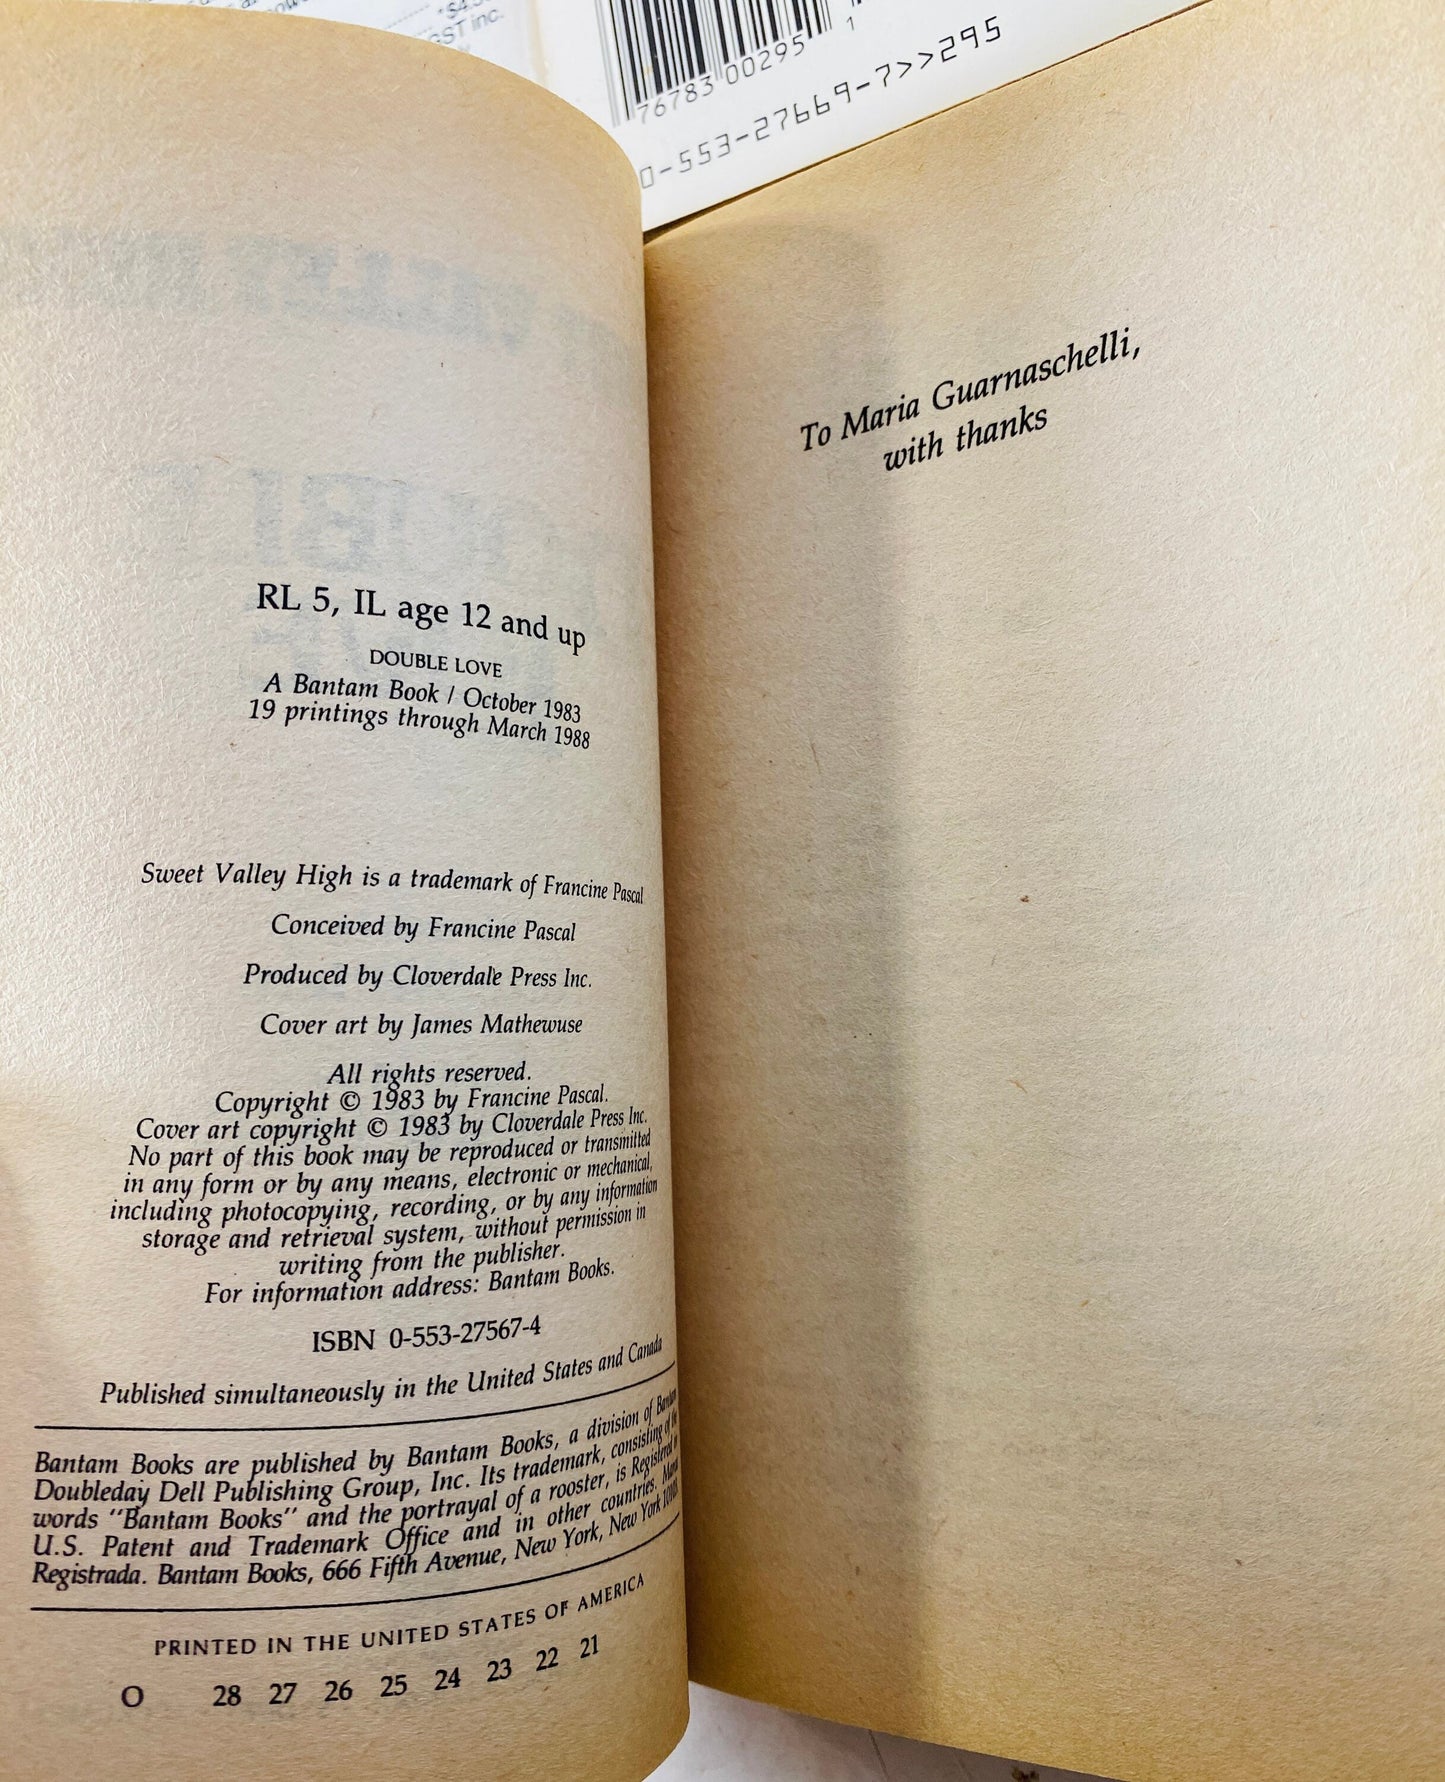 $4.50
GST inc.
76783 00295
1
0-553-27669-7>>295
RL 5, IL age 12 and up
DOUBLE LOVE
A Bantam Book / October 1983
19 printings through March 1988
Sweet Valley High is a trademark of Francine Pascal
Conceived by Francine Pascal
Produced by Cloverdale Press Inc.
Cover art by James Mathewuse
All rights reserved.
Copyright © 1983 by Francine Pascal.
Cover art copyright © 1983 by Cloverdale Press Inc.
No part of this book may be reproduced or transmitted
in any form or by any means, electronic or mechanical,
including photocopying, recording, or by any information
storage and retrieval system, without permission in
writing from the publisher.
For information address: Bantam Books.
ISBN 0-553-27567-4
Published simultaneously in the United States and Canada
Bantam Books are published by Bantam Books, a division of Bantam
Doubleday Dell Publishing Group, Inc. Its trademark, consisting of the
words "Bantam Books" and the portrayal of a rooster, is Registered in
U.S. Patent and Trademark Office and in other countries. Marca
Registrada. Bantam Books, 666 Fifth Avenue, New York, New York 10103.
PRINTED IN THE UNITED STATES OF AMERICA
O 28 27 26 25 24 23 22 21
To Maria Guarnaschelli,
with thanks